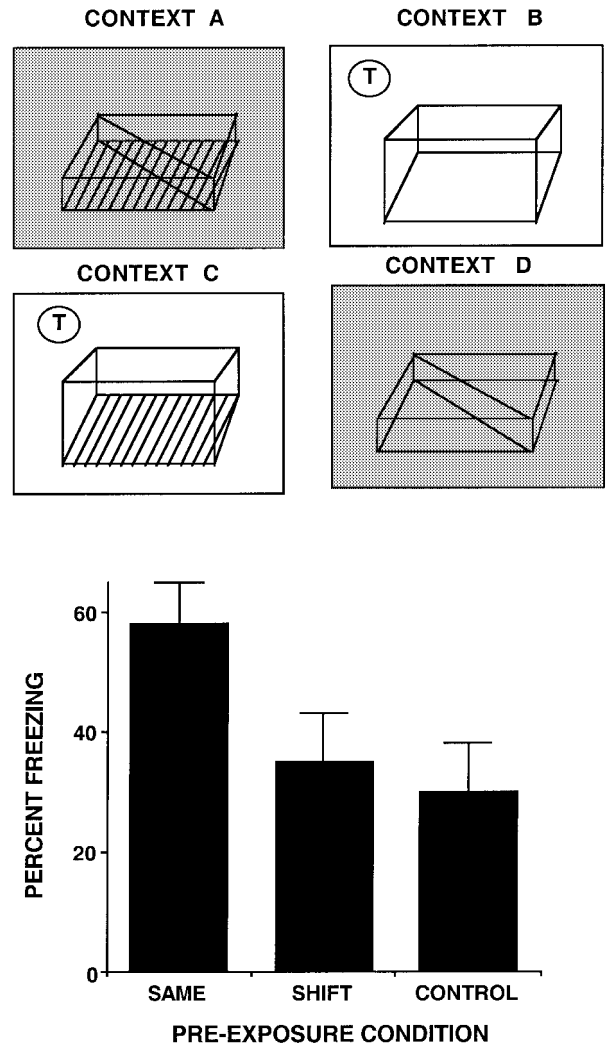 CONTEXT A
CONTEXT B
T
CONTEXT C
CONTEXT D
T
PERCENT FREEZING
60
40
20
0
SAME
SHIFT
CONTROL
PRE-EXPOSURE CONDITION